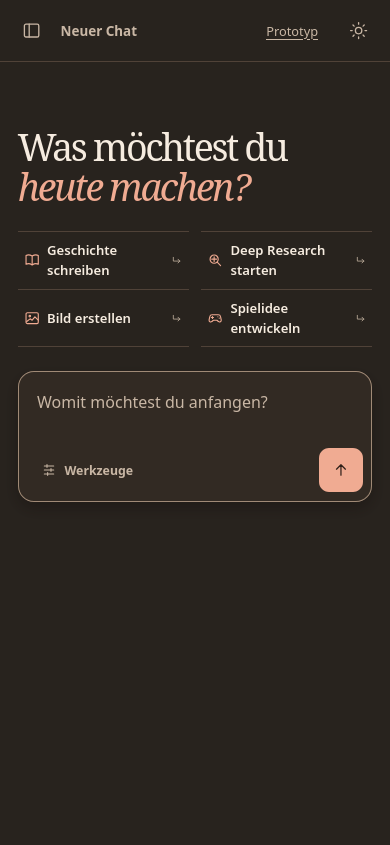 Neuer Chat
Prototyp
Was möchtest du
heute machen?
Geschichte
schreiben
Deep Research
starten
Bild erstellen
Spielidee
entwickeln
Womit möchtest du anfangen?
Werkzeuge